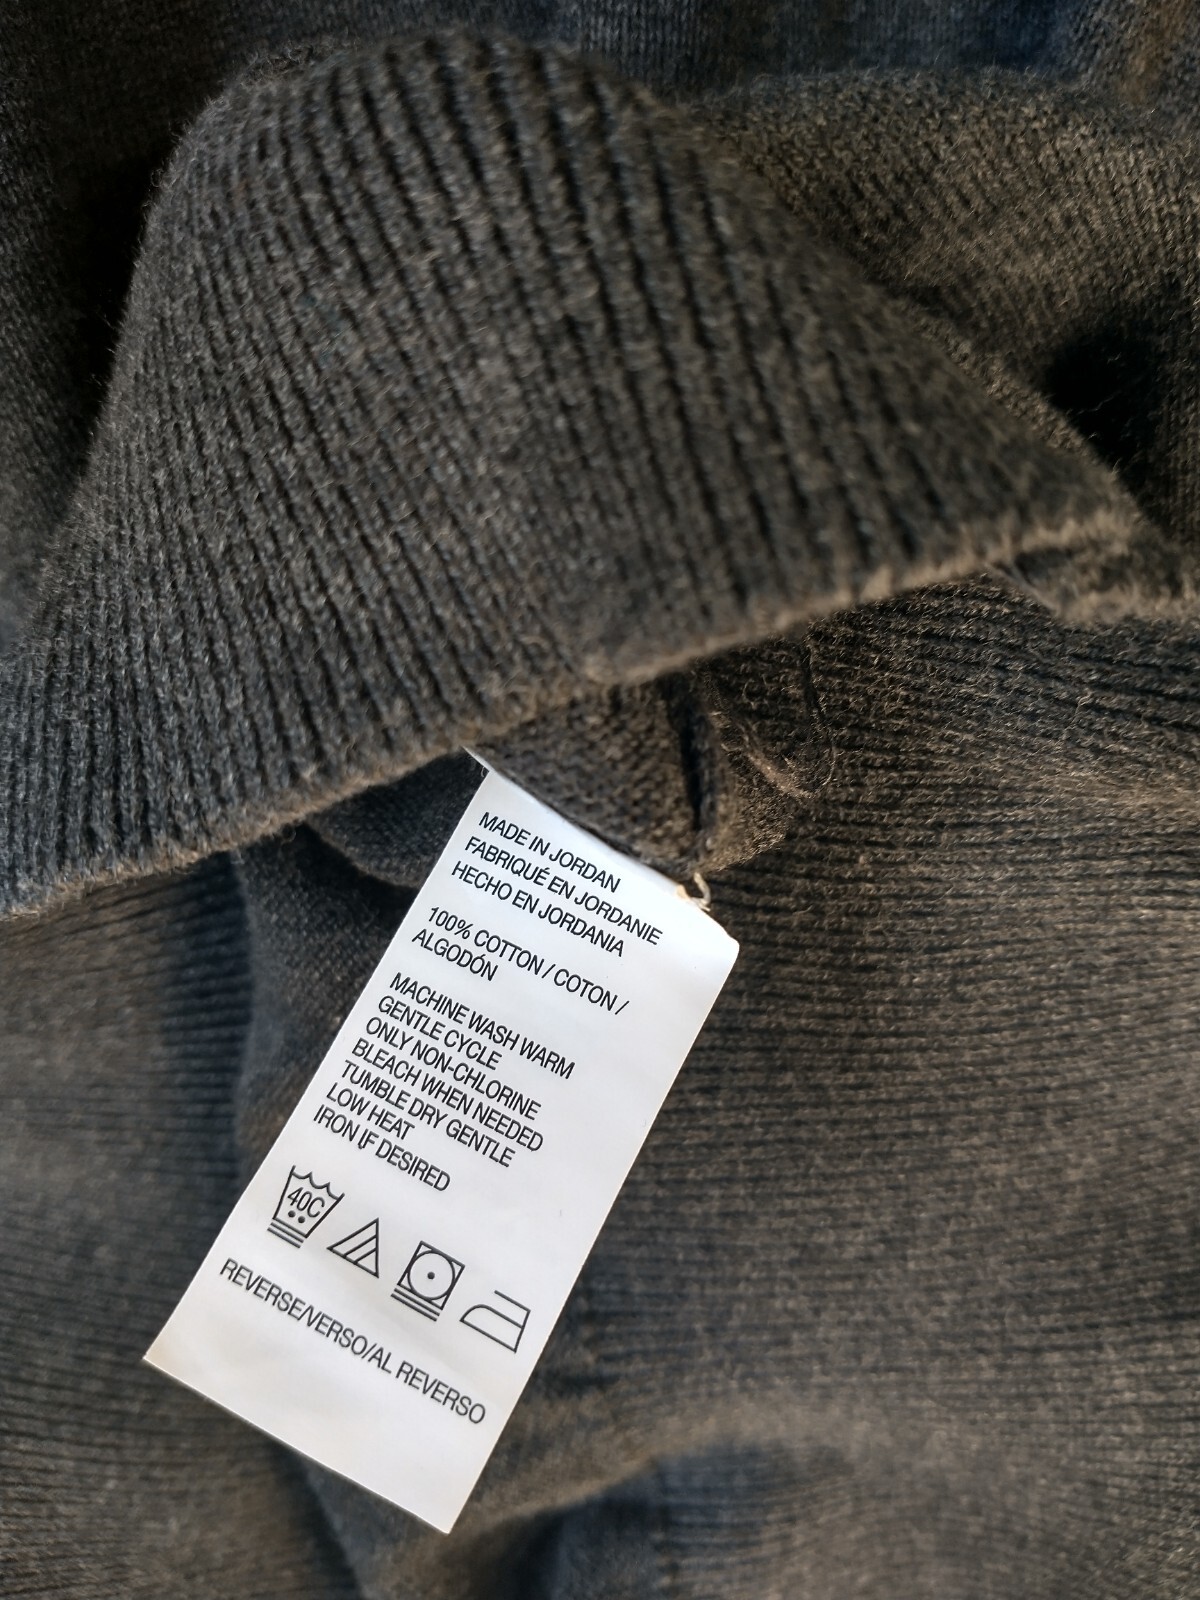 MADE IN JORDAN
FABRIQUÉ EN JORDANIE
HECHO EN JORDANIA
100% COTTON / COTON /
ALGODÓN
MACHINE WASH WARM
GENTLE CYCLE
ONLY NON-CHLORINE
BLEACH WHEN NEEDED
TUMBLE DRY GENTLE
LOW HEAT
IRON IF DESIRED
40C
REVERSE/VERSO/AL REVERSO